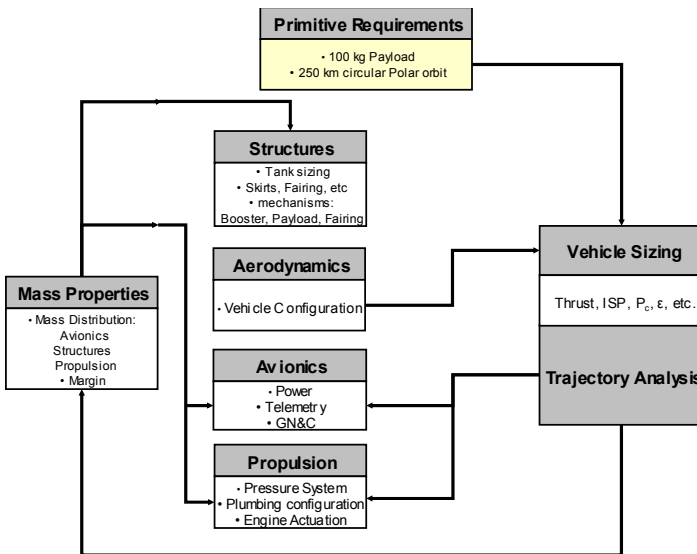 Primitive Requirements
• 100 kg Payload
• 250 km circular Polar orbit
Structures
• Tank sizing
• Skirts, Fairing, etc
• mechanisms:
Booster, Payload, Fairing
Aerodynamics
• Vehicle Configuration
Mass Properties
• Mass Distribution:
Avionics
Structures
Propulsion
• Margin
Avionics
• Power
• Telemetry
• GN&C
Propulsion
• Pressure System
• Plumbing configuration
• Engine Actuation
Vehicle Sizing
Thrust, ISP, Pc, ε, etc.
Trajectory Analysis